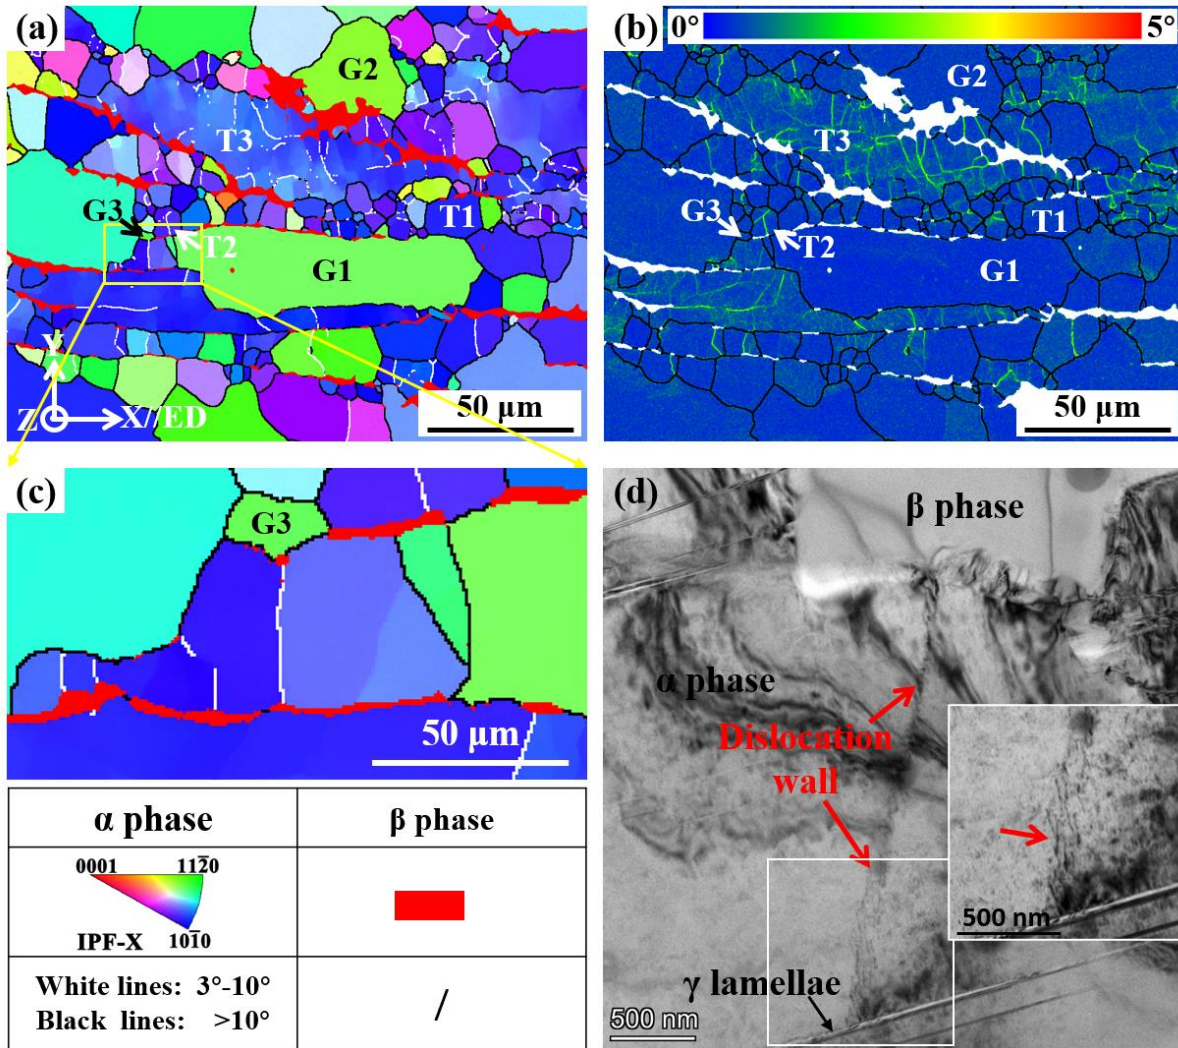 (a)
G2
T3
G3
T2
T1
G1
Y
Z
X//ED
50 μm
(b)
0°
5°
G2
T3
G3
T2
T1
G1
50 μm
(c)
G3
50 μm
α phase
β phase
0001
112̅0
IPF-X
101̅0
White lines: 3°-10°
Black lines: >10°
/
(d)
β phase
α phase
Dislocation
wall
500 nm
γ lamellae
500 nm